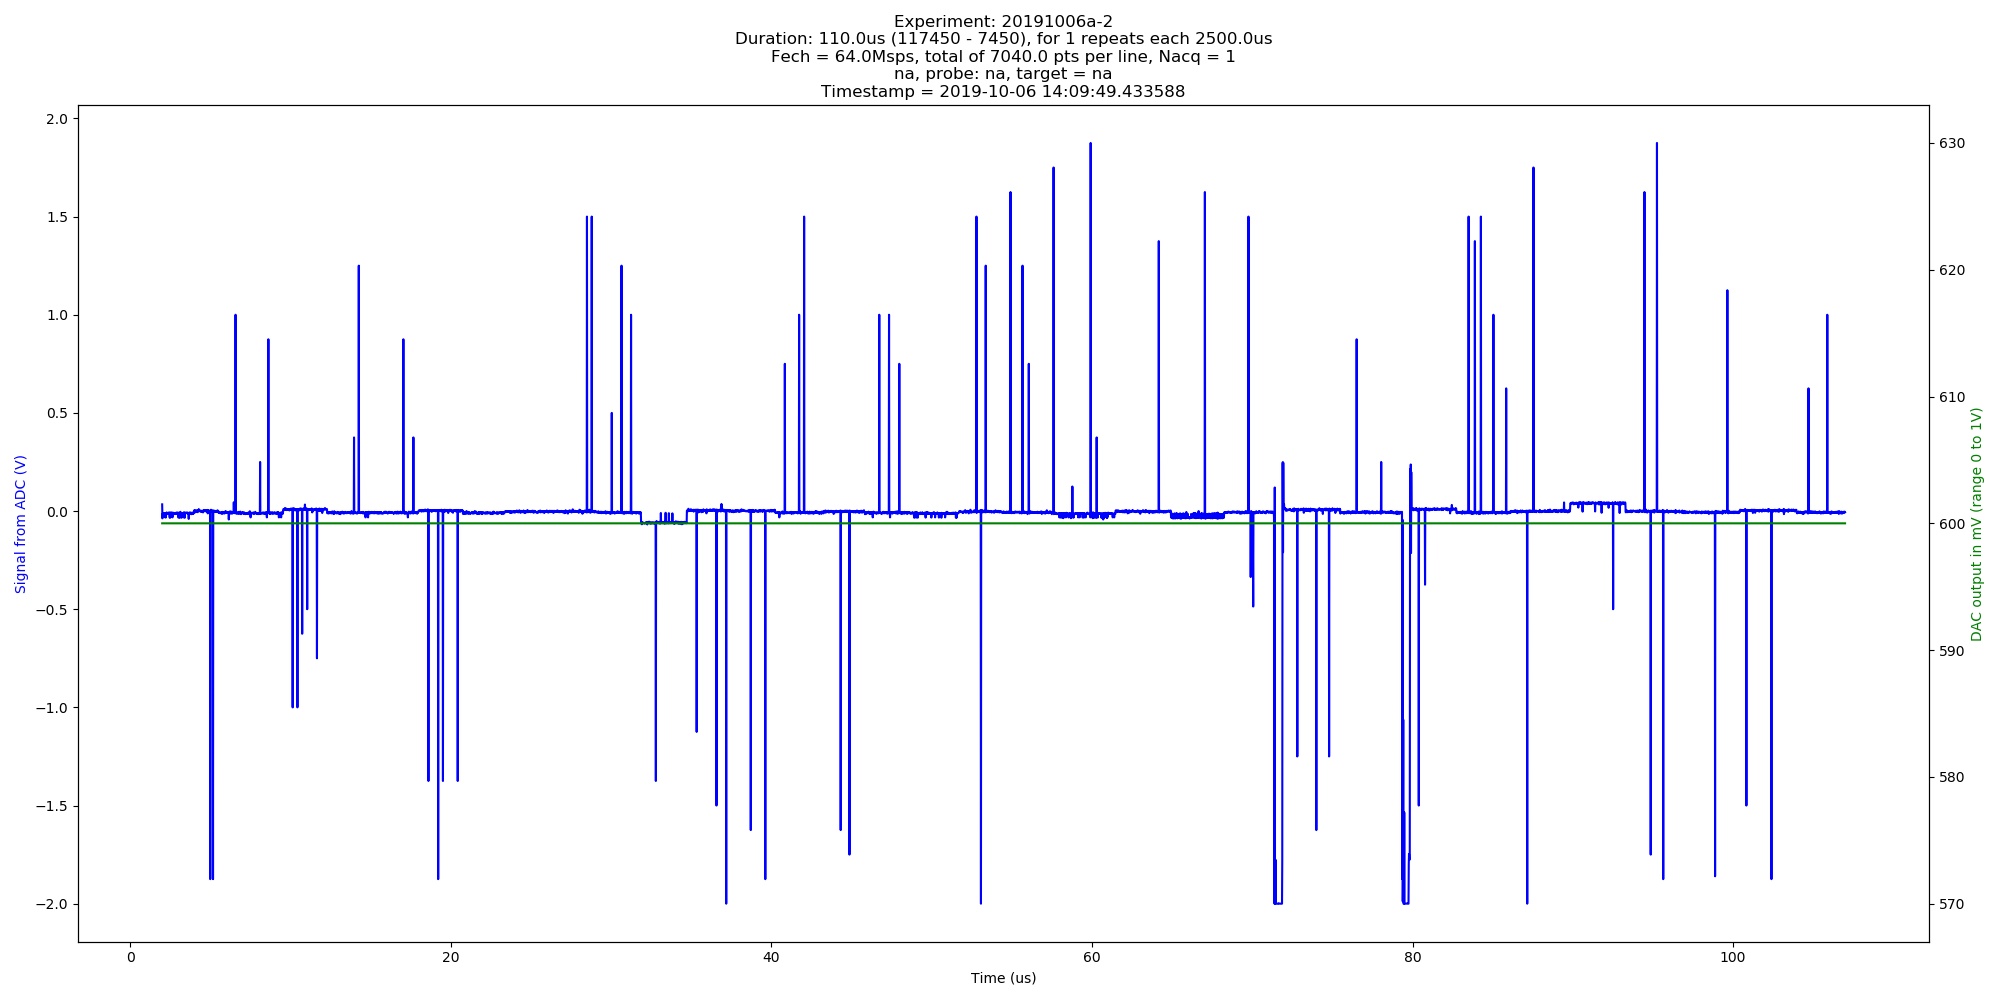 Experiment: 20191006a-2
Duration: 110.0us (117450 - 7450), for 1 repeats each 2500.0us
Fech = 64.0Msps, total of 7040.0 pts per line, Nacq = 1
na, probe: na, target = na
Timestamp = 2019-10-06 14:09:49.433588
Signal from ADC (V)
2.0
1.5
1.0
0.5
0.0
−0.5
−1.0
−1.5
−2.0
0
20
40
60
80
100
Time (us)
630
620
610
600
590
580
570
DAC output in mV (range 0 to 1V)